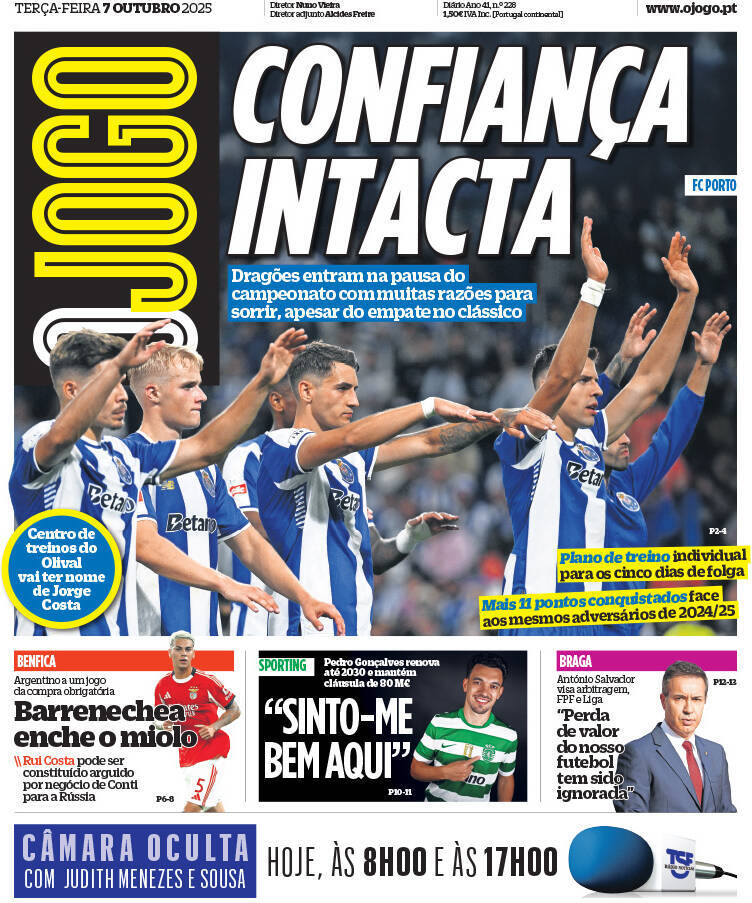 TERÇA-FEIRA 7 OUTUBRO 2025
Diretor Nuno Vieira
Diretor adjunto Alcides Freire
Diário Ano 41, n.º 228
1,50€ IVA Inc. [Portugal continental]
www.ojogo.pt
O JOGO
CONFIANÇA
INTACTA
FC PORTO
Dragões entram na pausa do
campeonato com muitas razões para
sorrir, apesar do empate no clássico
Betano
Betano
Betano
Centro de
treinos do
Olival
vai ter nome
de Jorge
Costa
P2-4
Plano de treino individual
para os cinco dias de folga
Mais 11 pontos conquistados face
aos mesmos adversários de 2024/25
BENFICA
Argentino a um jogo
da compra obrigatória
Barrenechea
enche o miolo
\\ Rui Costa pode ser
constituído arguido
por negócio de Conti
para a Rússia
P6-8
5
SPORTING
Pedro Gonçalves renova
até 2030 e mantém
cláusula de 80 M€
“SINTO-ME
BEM AQUI”
P10-11
BRAGA
António Salvador
visa arbitragem,
FPF e Liga
“Perda
de valor
do nosso
futebol
tem sido
ignorada”
P12-13
CÂMARA OCULTA
COM JUDITH MENEZES E SOUSA
HOJE, ÀS 8H00 E ÀS 17H00
TSF
RÁDIO NOTÍCIAS